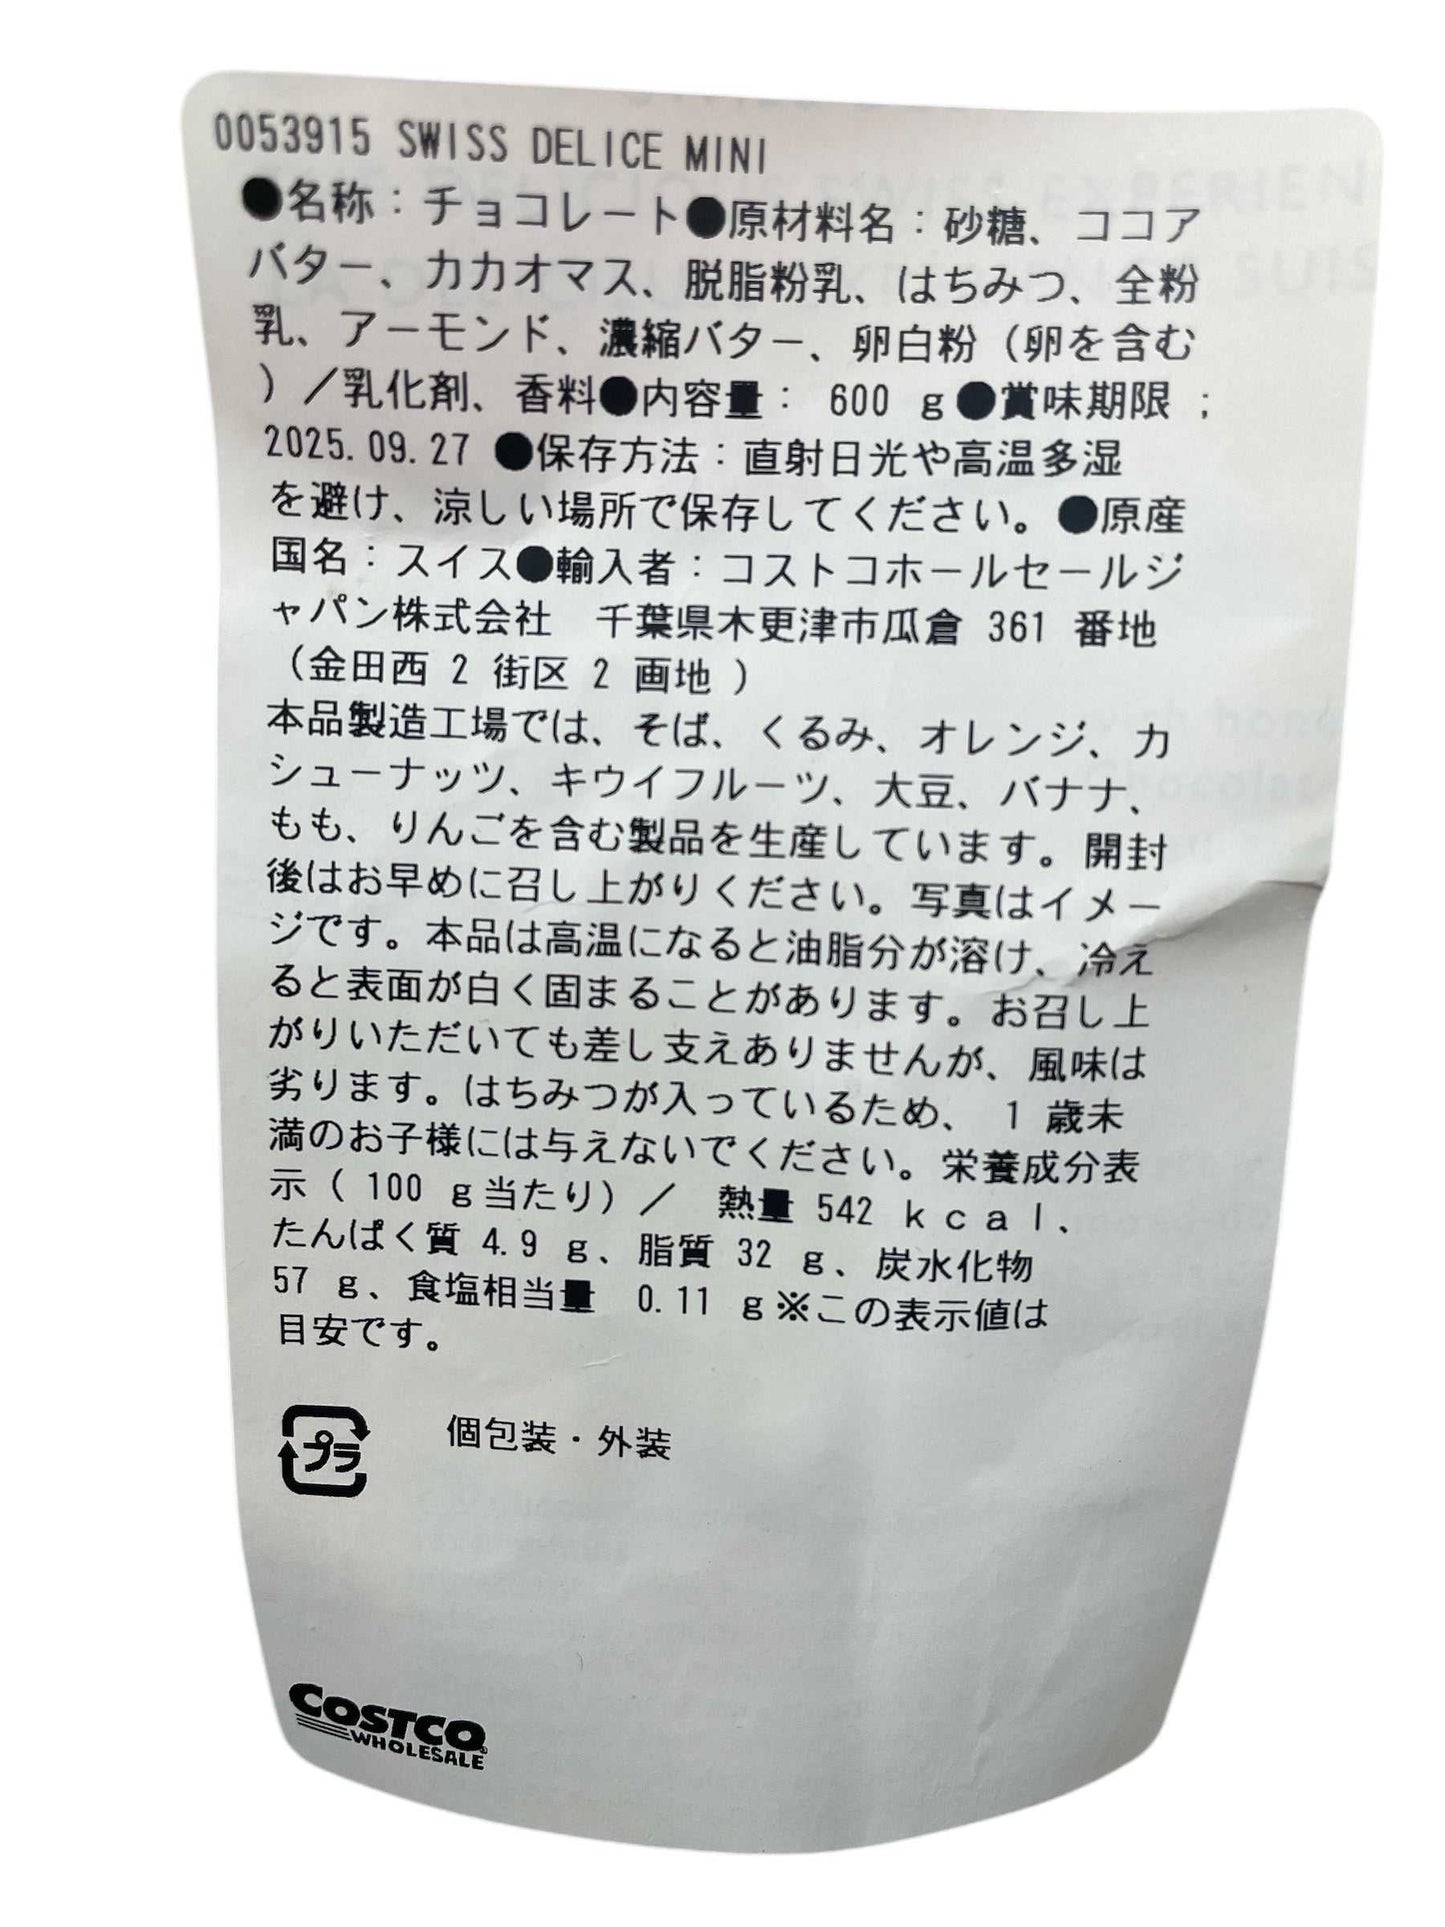 0053915 SWISS DELICE MINI
●名称：チョコレート●原材料名：砂糖、ココア
バター、カカオマス、脱脂粉乳、はちみつ、全粉
乳、アーモンド、濃縮バター、卵白粉（卵を含む
）／乳化剤、香料●内容量： 600 ｇ●賞味期限；
2025.09.27 ●保存方法：直射日光や高温多湿
を避け、涼しい場所で保存してください。●原産
国名：スイス●輸入者：コストコホールセールジ
ャパン株式会社　千葉県木更津市瓜倉 361 番地
（金田西 2 街区 2 画地 ）
本品製造工場では、そば、くるみ、オレンジ、カ
シューナッツ、キウイフルーツ、大豆、バナナ、
もも、りんごを含む製品を生産しています。開封
後はお早めに召し上がりください。写真はイメー
ジです。本品は高温になると油脂分が溶け、冷え
ると表面が白く固まることがあります。お召し上
がりいただいても差し支えありませんが、風味は
劣ります。はちみつが入っているため、 1 歳未
満のお子様には与えないでください。栄養成分表
示（ 100 ｇ当たり）／　熱量 542 ｋｃａｌ、
たんぱく質 4.9 ｇ、脂質 32 ｇ、炭水化物
57 ｇ、食塩相当量　0.11 ｇ※この表示値は
目安です。
プラ 個包装・外装
COSTCO
WHOLESALE